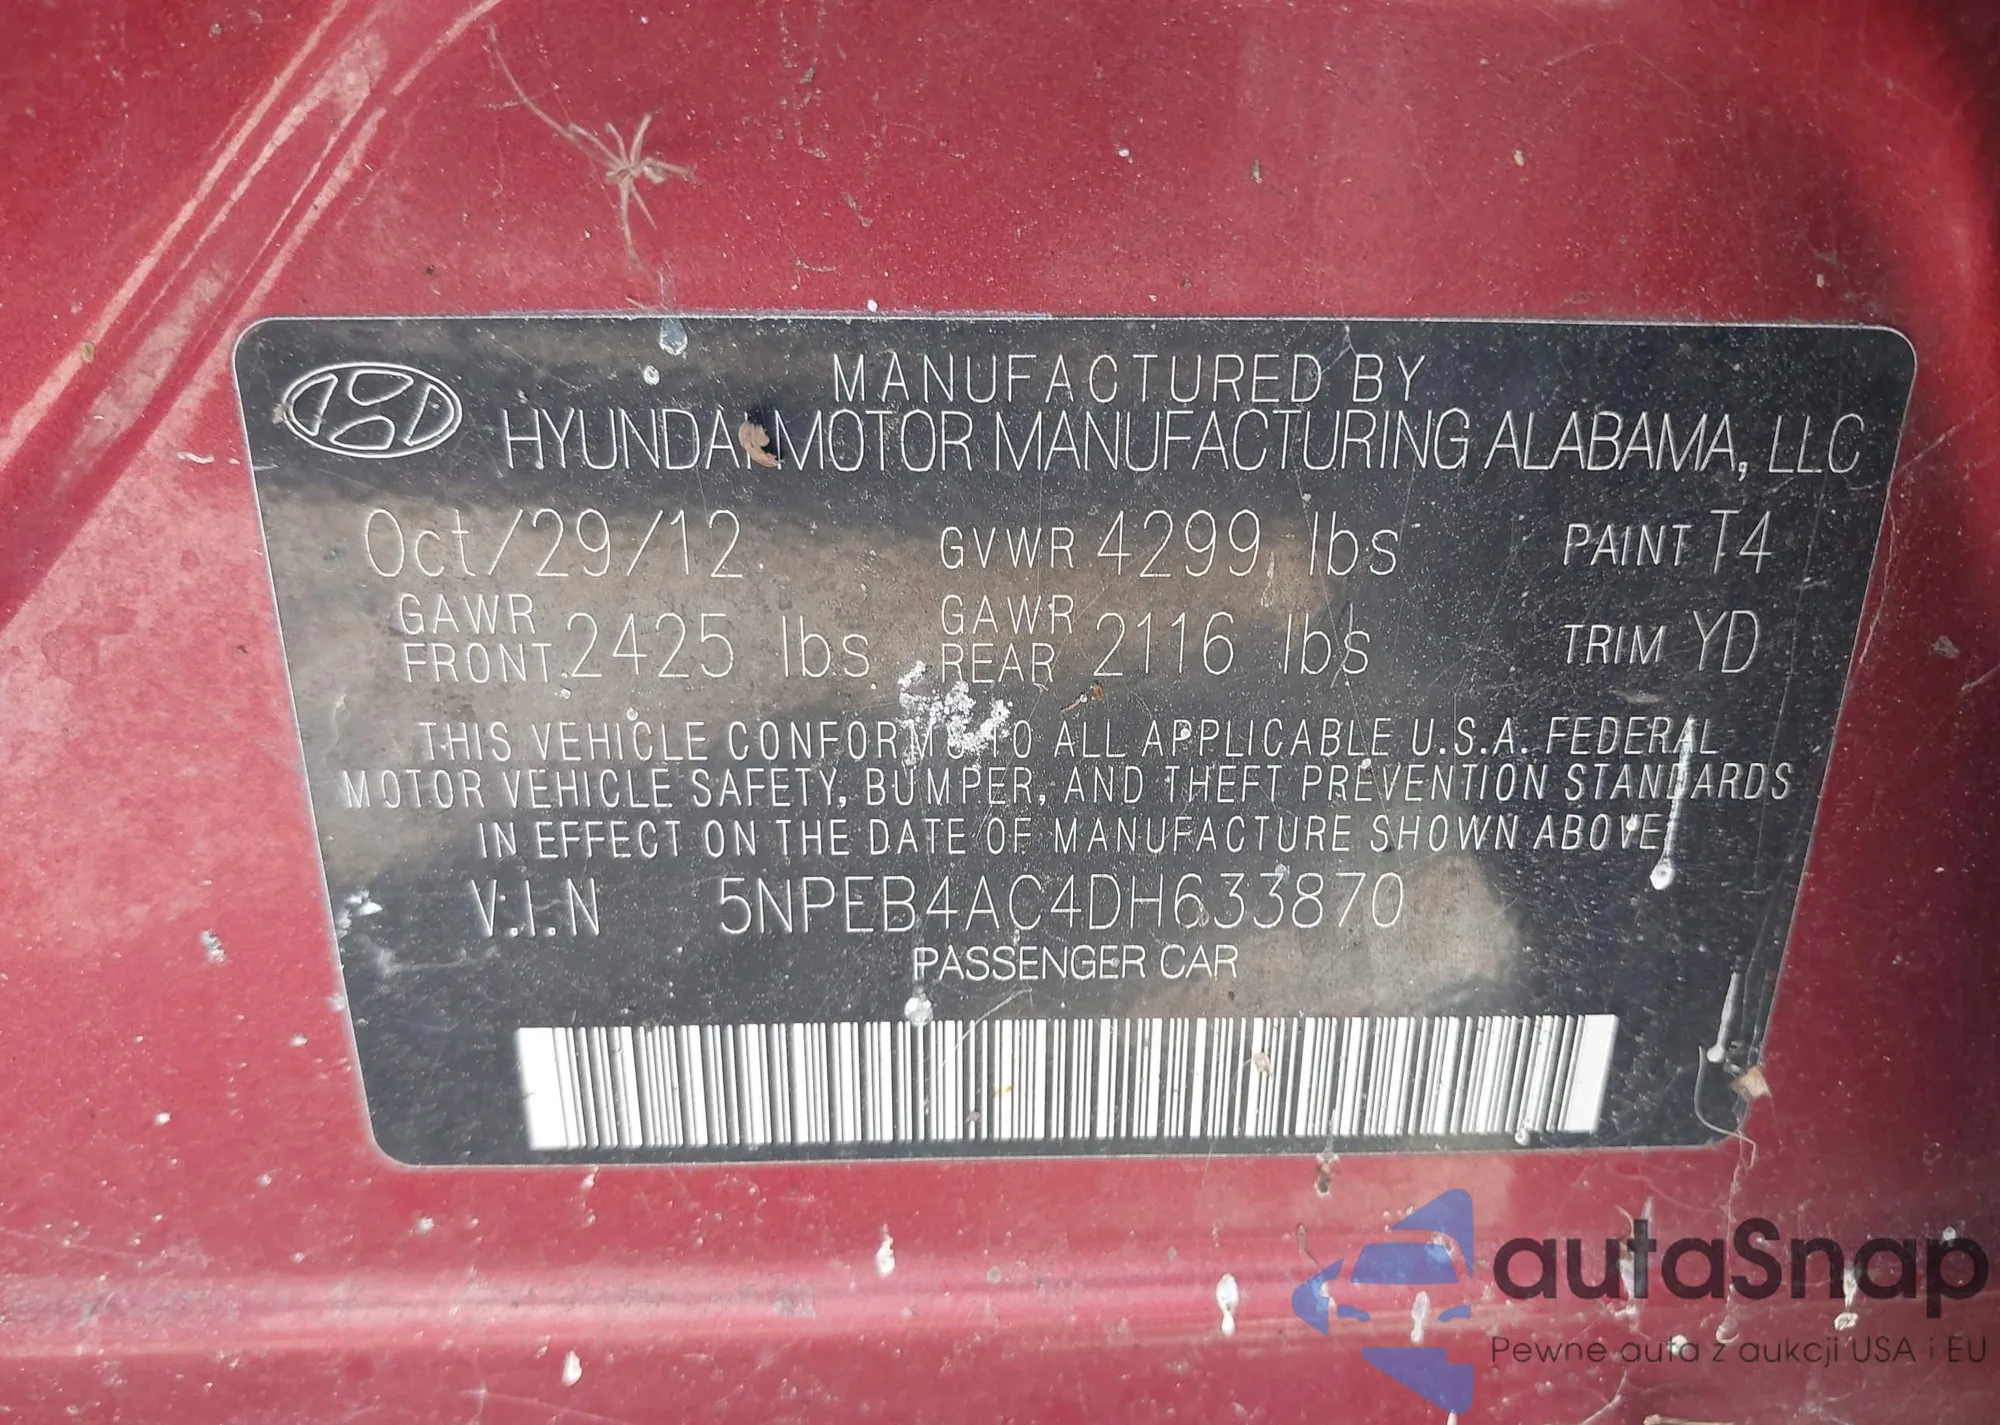 MANUFACTURED BY
HYUNDAI MOTOR MANUFACTURING ALABAMA, LLC
Oct/29/12 GVWR 4299 lbs PAINT T4
GAWR FRONT 2425 lbs GAWR REAR 2116 lbs TRIM YD
THIS VEHICLE CONFORMS TO ALL APPLICABLE U.S.A. FEDERAL
MOTOR VEHICLE SAFETY, BUMPER, AND THEFT PREVENTION STANDARDS
IN EFFECT ON THE DATE OF MANUFACTURE SHOWN ABOVE
V.I.N 5NPEB4AC4DH633870
PASSENGER CAR
autaSnap
Pewne auta z aukcji USA i EU